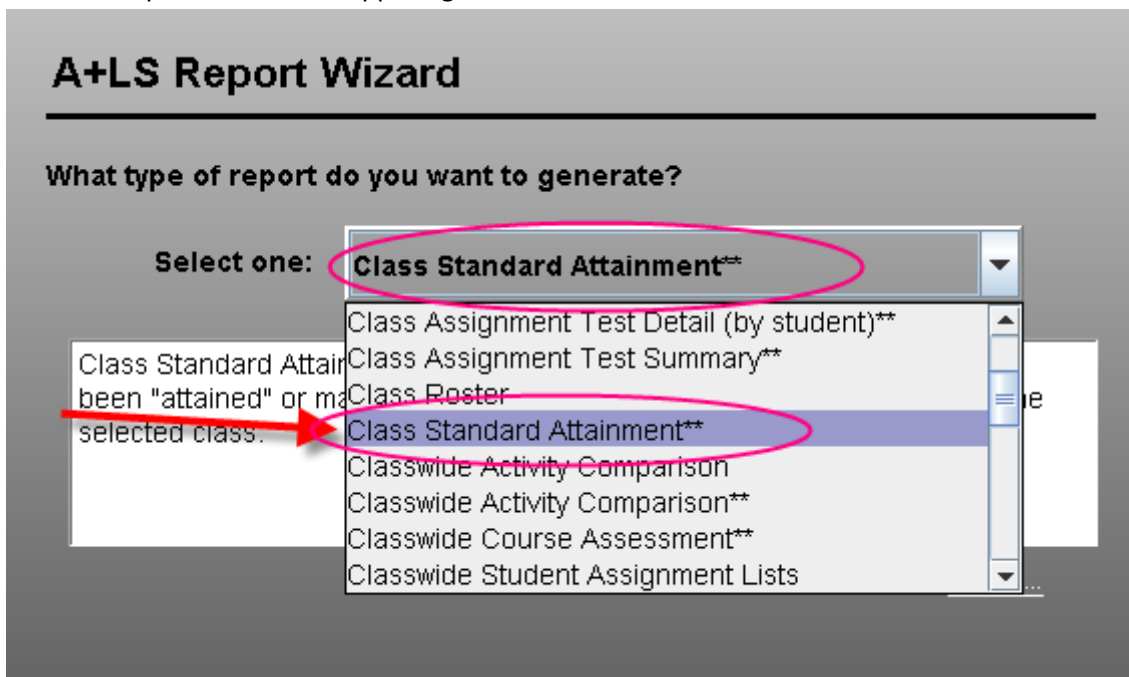 A+LS Report Wizard
What type of report do you want to generate?
Select one: Class Standard Attainment**
Class Assignment Test Detail (by student)**
Class Assignment Test Summary**
Class Roster
Class Standard Attainment**
Classwide Activity Comparison
Classwide Activity Comparison**
Classwide Course Assessment**
Classwide Student Assignment Lists
Class Standard
been "attained" or
selected class.
...